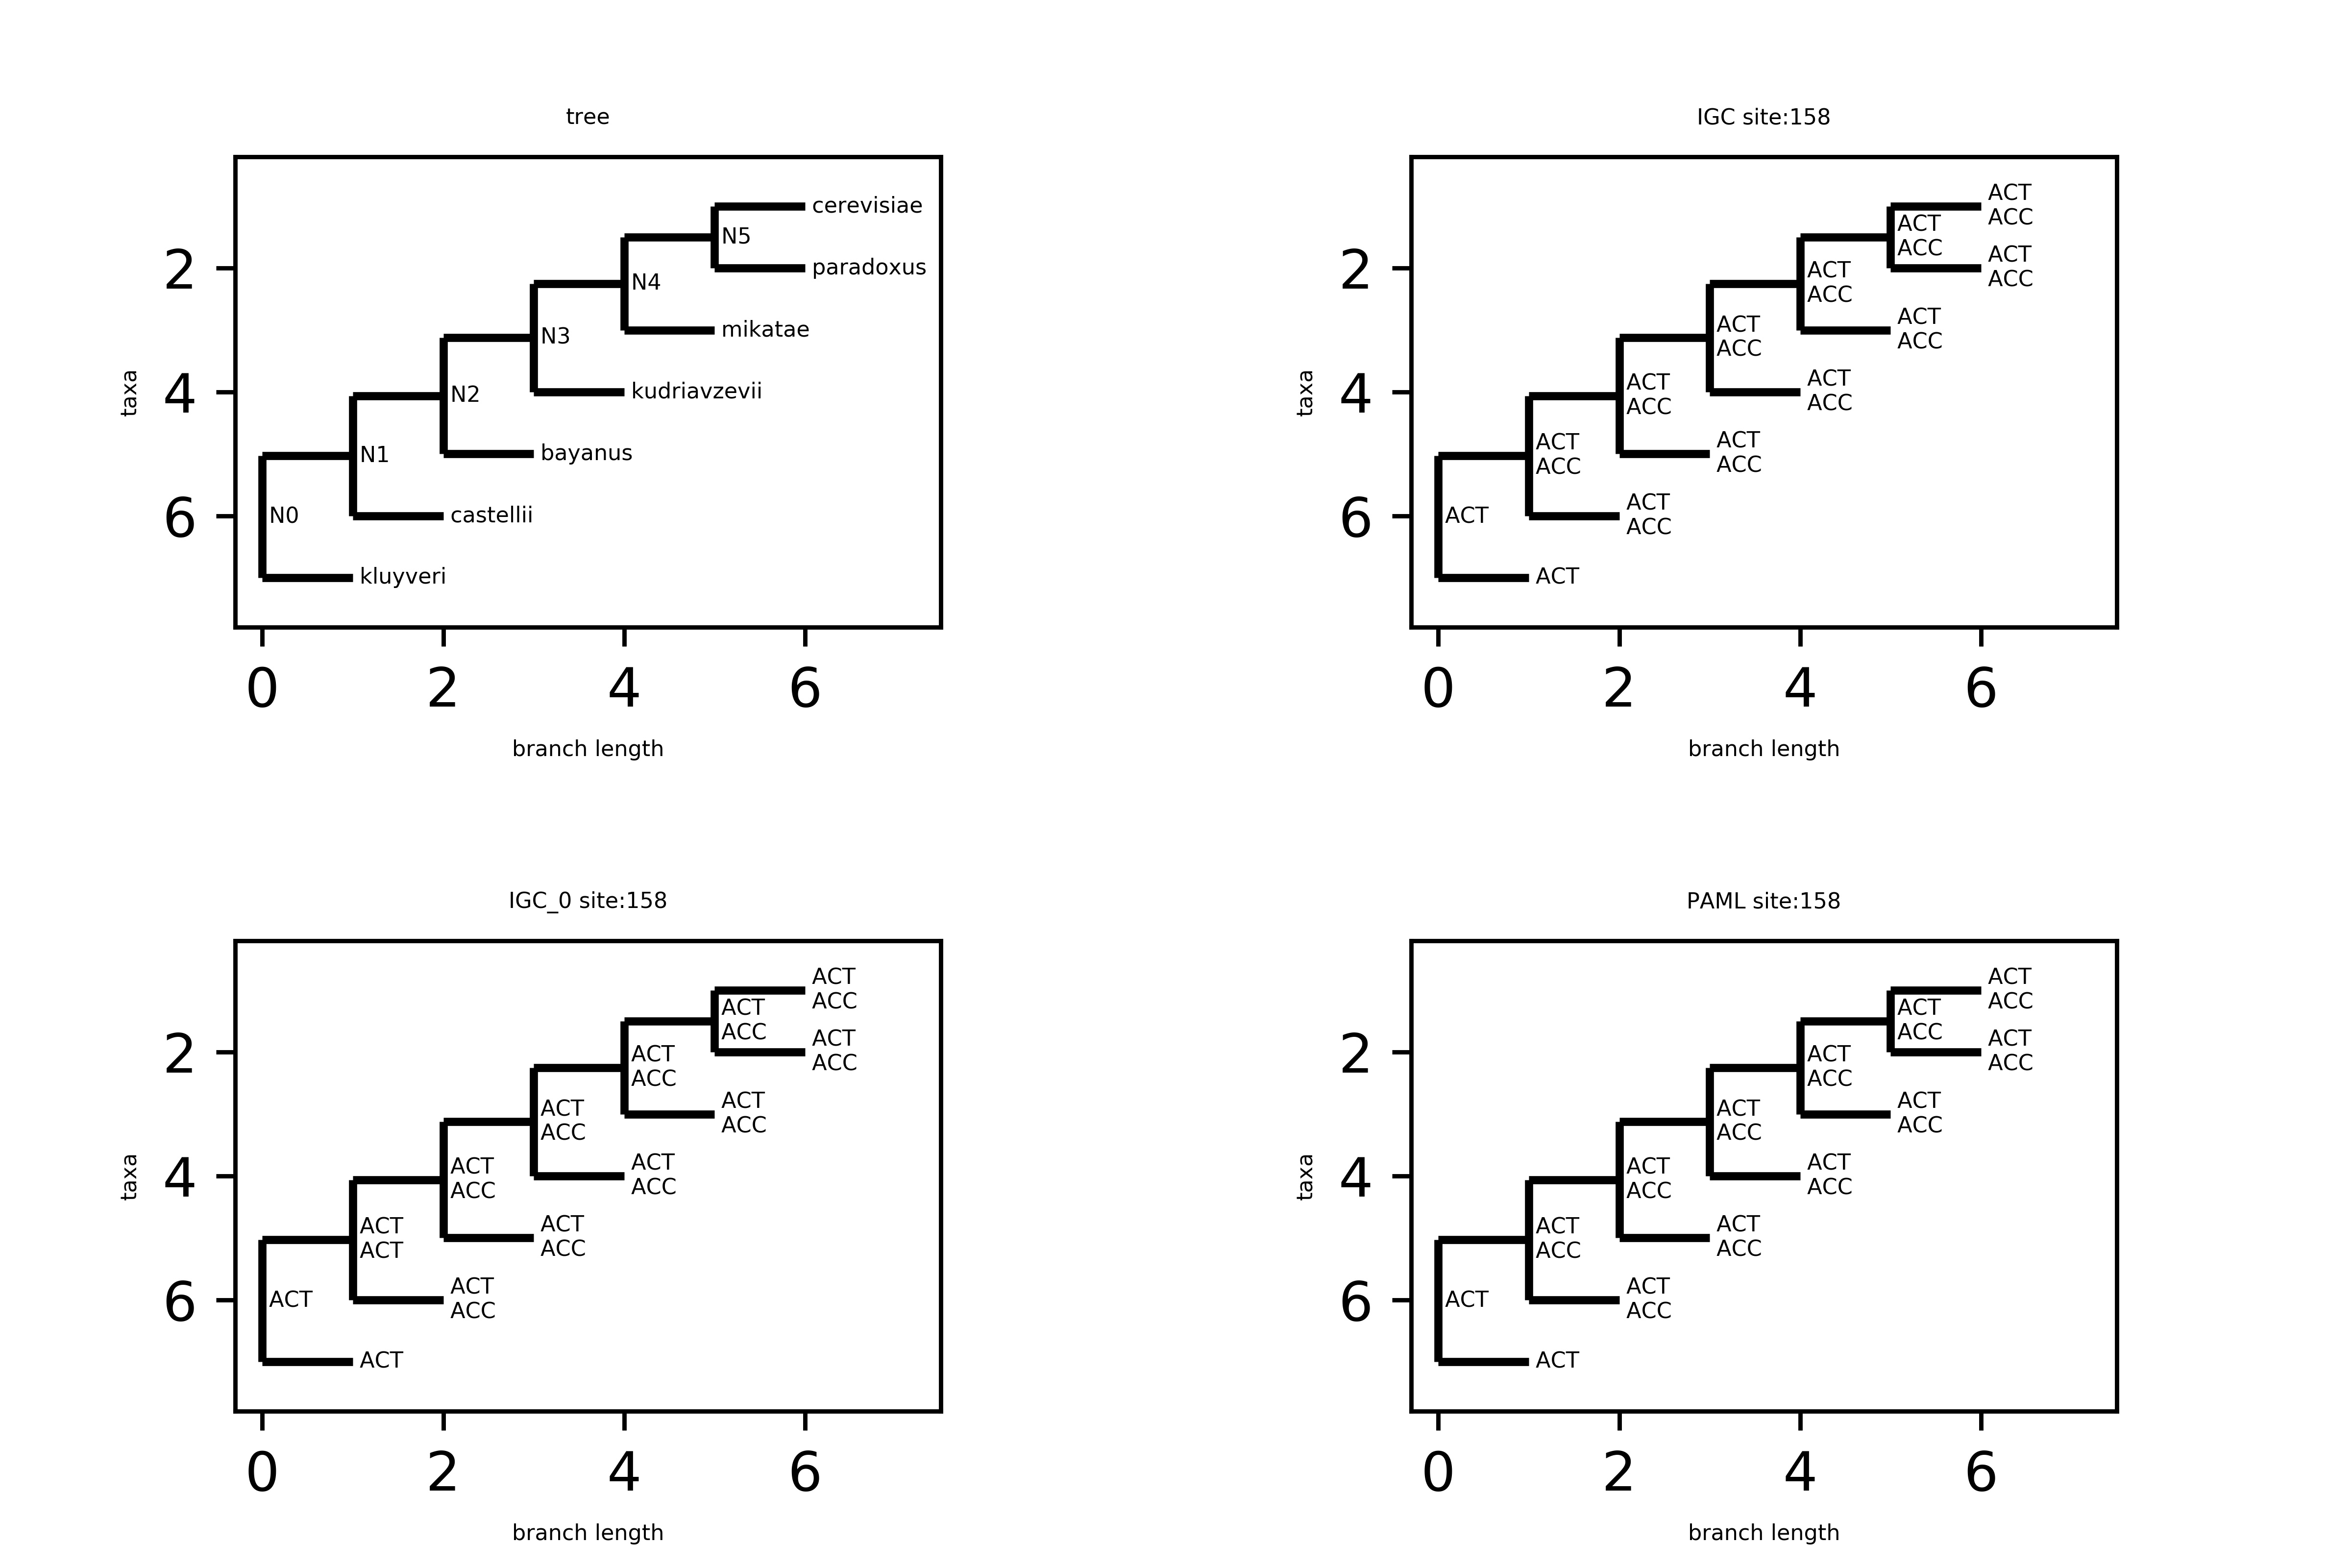 tree
cerevisiae
N5
paradoxus
N4
mikatae
N3
kudriavzevii
N2
bayanus
N1
castellii
N0
kluyveri
2
4
6
taxa
0 2 4 6
branch length
IGC site:158
ACT
ACC
ACT
ACC
ACT
ACC
ACT
ACC
ACT
ACC
ACT
ACC
ACT
ACC
ACT
ACC
ACT
ACC
ACT
ACC
ACT
ACC
ACT
ACT
2
4
6
taxa
0 2 4 6
branch length
IGC_0 site:158
ACT
ACC
ACT
ACC
ACT
ACC
ACT
ACC
ACT
ACC
ACT
ACC
ACT
ACC
ACT
ACC
ACT
ACC
ACT
ACT
ACT
ACC
ACT
ACT
2
4
6
taxa
0 2 4 6
branch length
PAML site:158
ACT
ACC
ACT
ACC
ACT
ACC
ACT
ACC
ACT
ACC
ACT
ACC
ACT
ACC
ACT
ACC
ACT
ACC
ACT
ACC
ACT
ACC
ACT
ACT
2
4
6
taxa
0 2 4 6
branch length